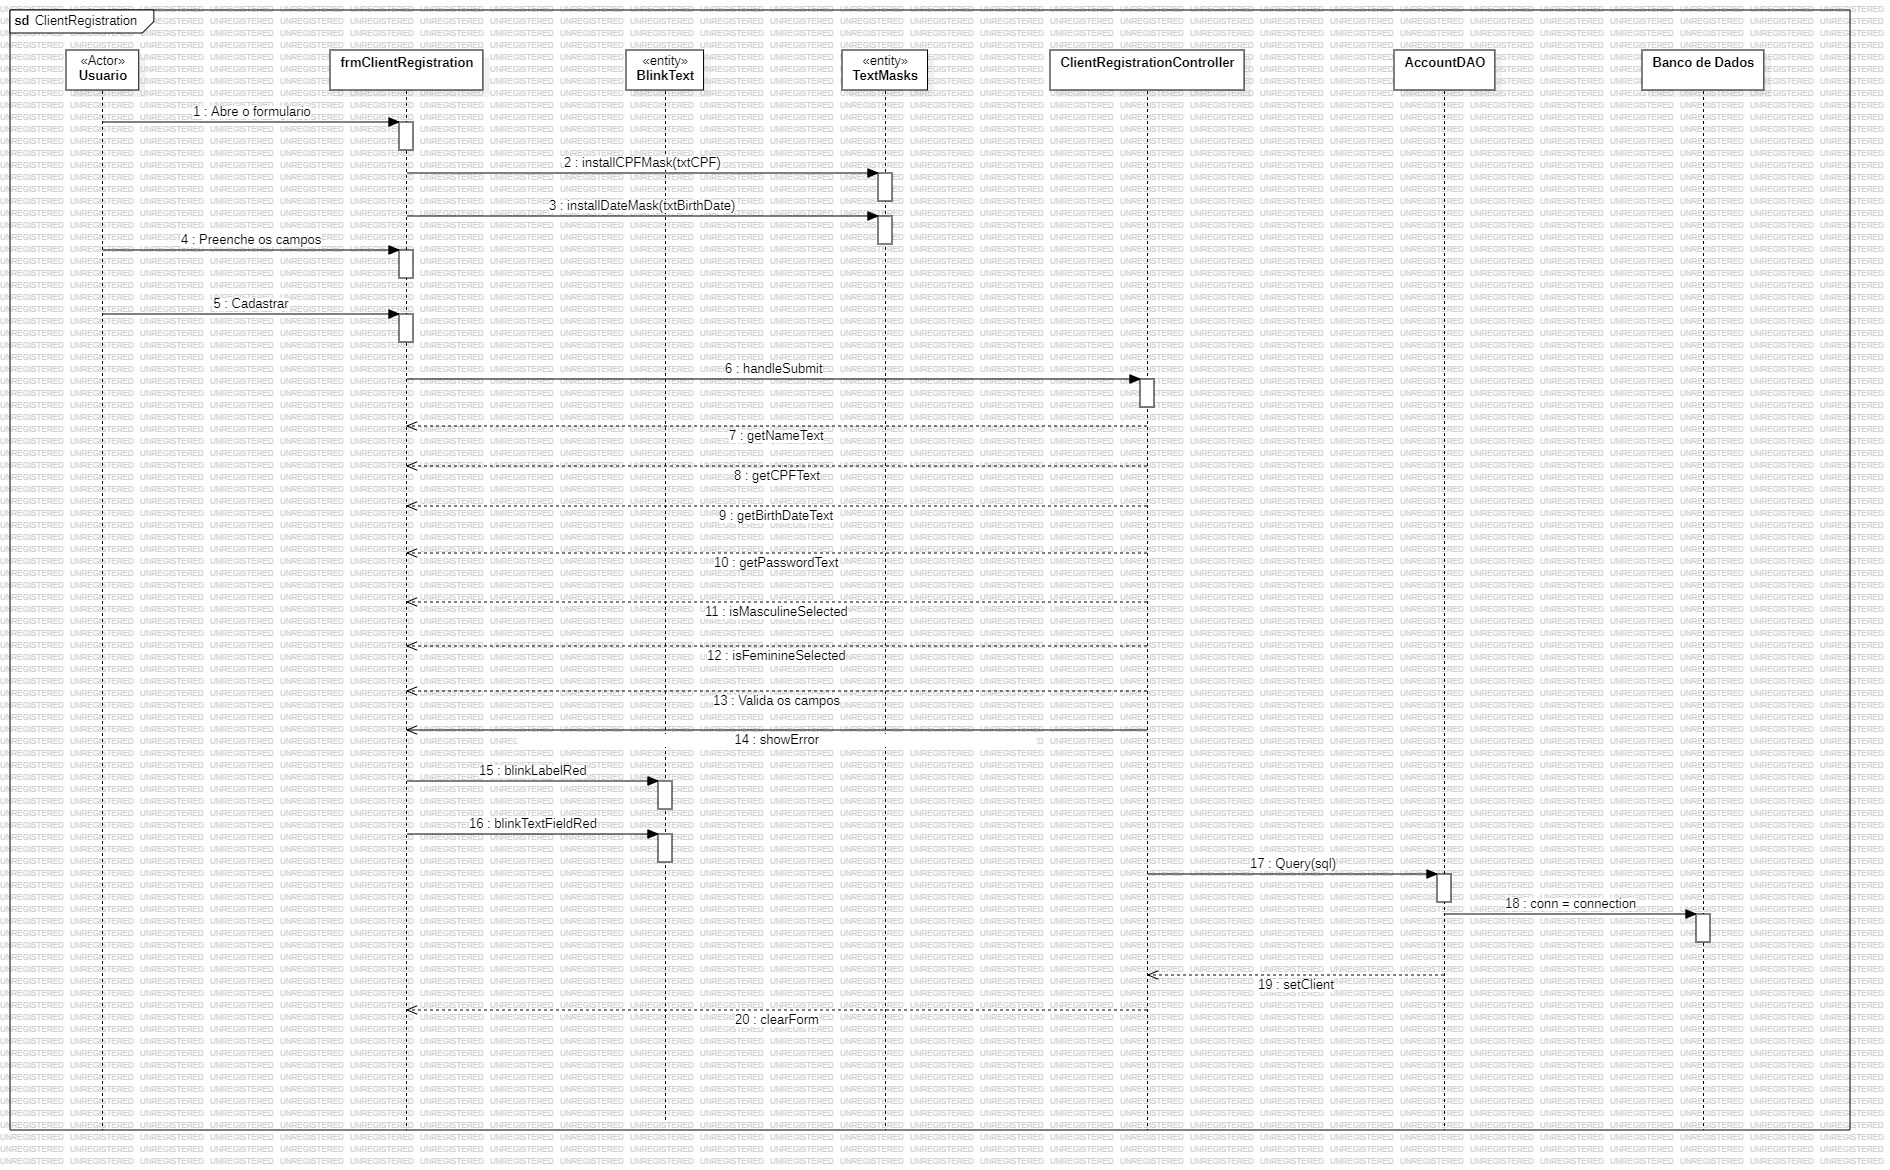 sd ClientRegistration
«Actor»
Usuario
frmClientRegistration
«entity»
BlinkText
«entity»
TextMasks
ClientRegistrationController
AccountDAO
Banco de Dados
1 : Abre o formulario
2 : installCPFMask(txtCPF)
3 : installDateMask(txtBirthDate)
4 : Preenche os campos
5 : Cadastrar
6 : handleSubmit
7 : getNameText
8 : getCPFText
9 : getBirthDateText
10 : getPasswordText
11 : isMasculineSelected
12 : isFeminineSelected
13 : Valida os campos
14 : showError
15 : blinkLabelRed
16 : blinkTextFieldRed
17 : Query(sql)
18 : conn = connection
19 : setClient
20 : clearForm
UNREGISTERED